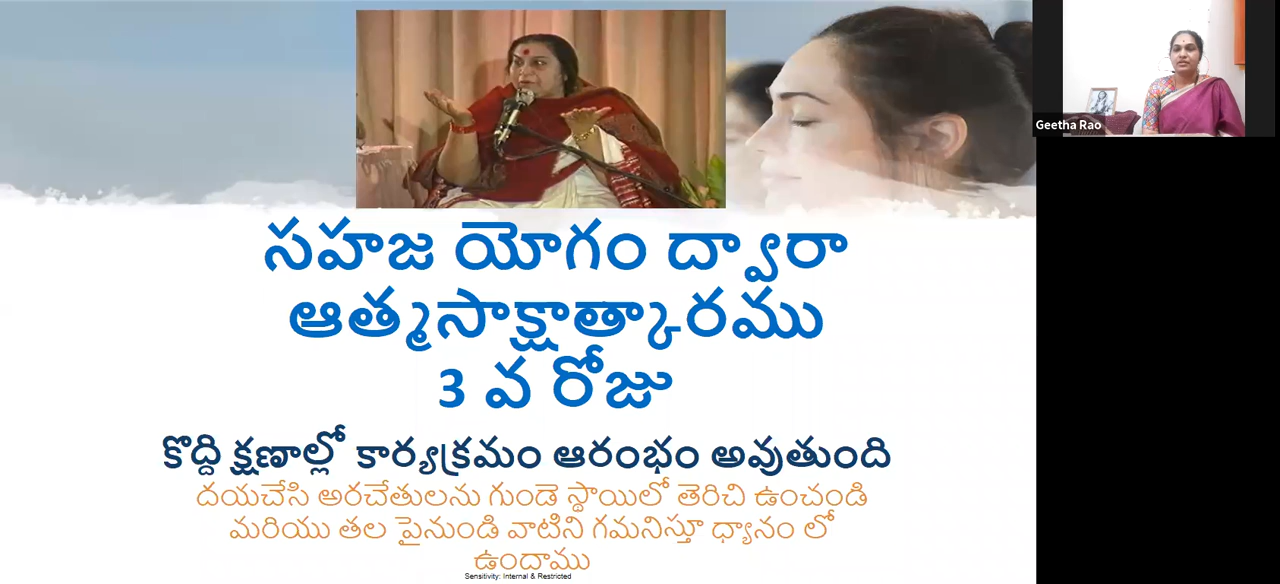 సహజ యోగం ద్వారా
ఆత్మసాక్షాత్కారము
3 వ రోజు
కొద్ది క్షణాల్లో కార్యక్రమం ఆరంభం అవుతుంది
దయచేసి అరచేతులను గుండె స్థాయిలో తెరిచి ఉంచండి
మరియు తల పైనుండి వాటిని గమనిస్తూ ధ్యానం లో
ఉందాము
Sensitivity: Internal & Restricted
Geetha Rao